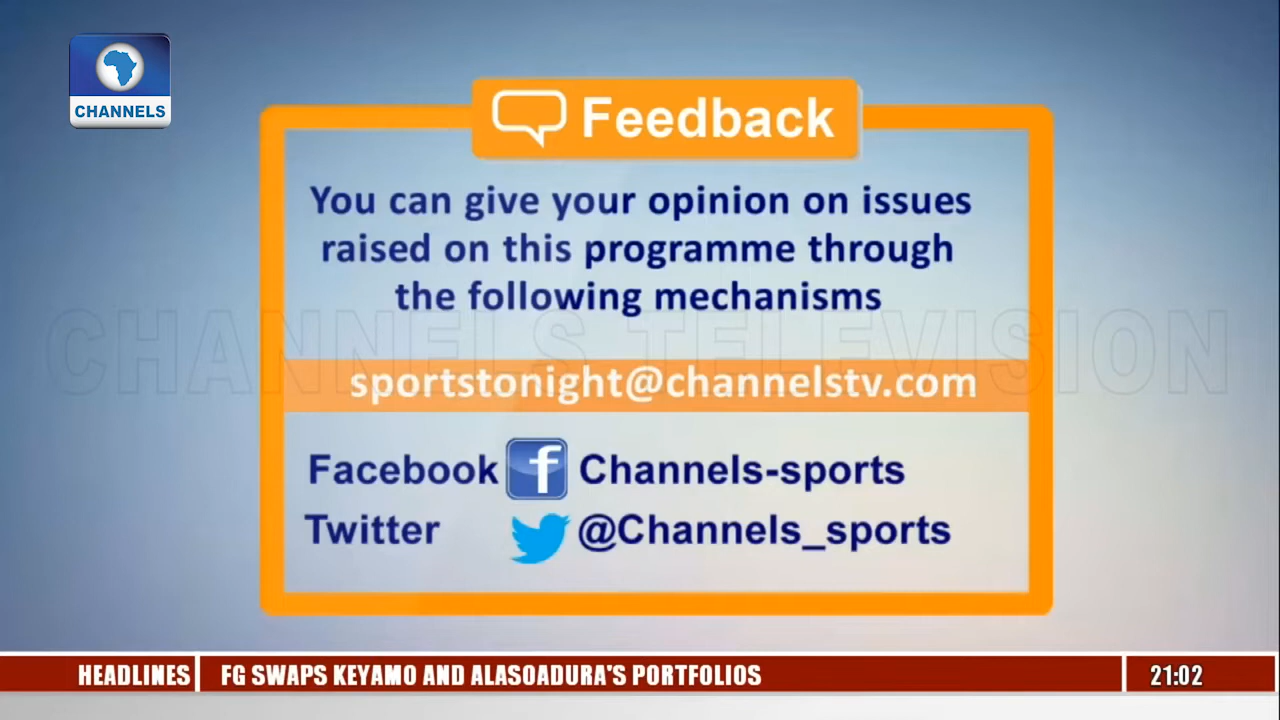 CHANNELS
Feedback
You can give your opinion on issues
raised on this programme through
the following mechanisms
CHANNELS TELEVISION
sportstonight@channelstv.com
Facebook f Channels-sports
Twitter @Channels_sports
HEADLINES FG SWAPS KEYAMO AND ALASOADURA'S PORTFOLIOS 21:02